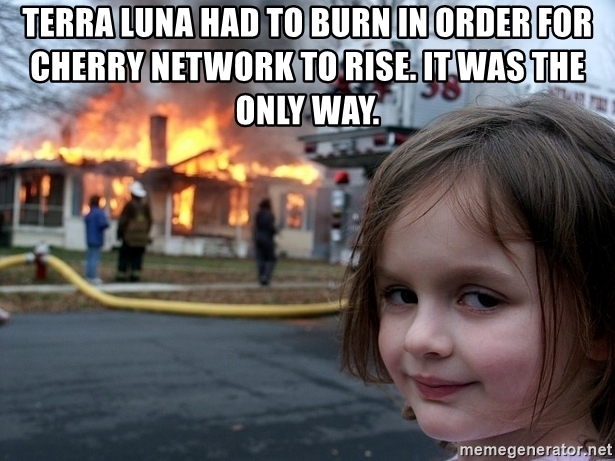 TERRA LUNA HAD TO BURN IN ORDER FOR
CHERRY NETWORK TO RISE. IT WAS THE
ONLY WAY.
38
memegenerator.net